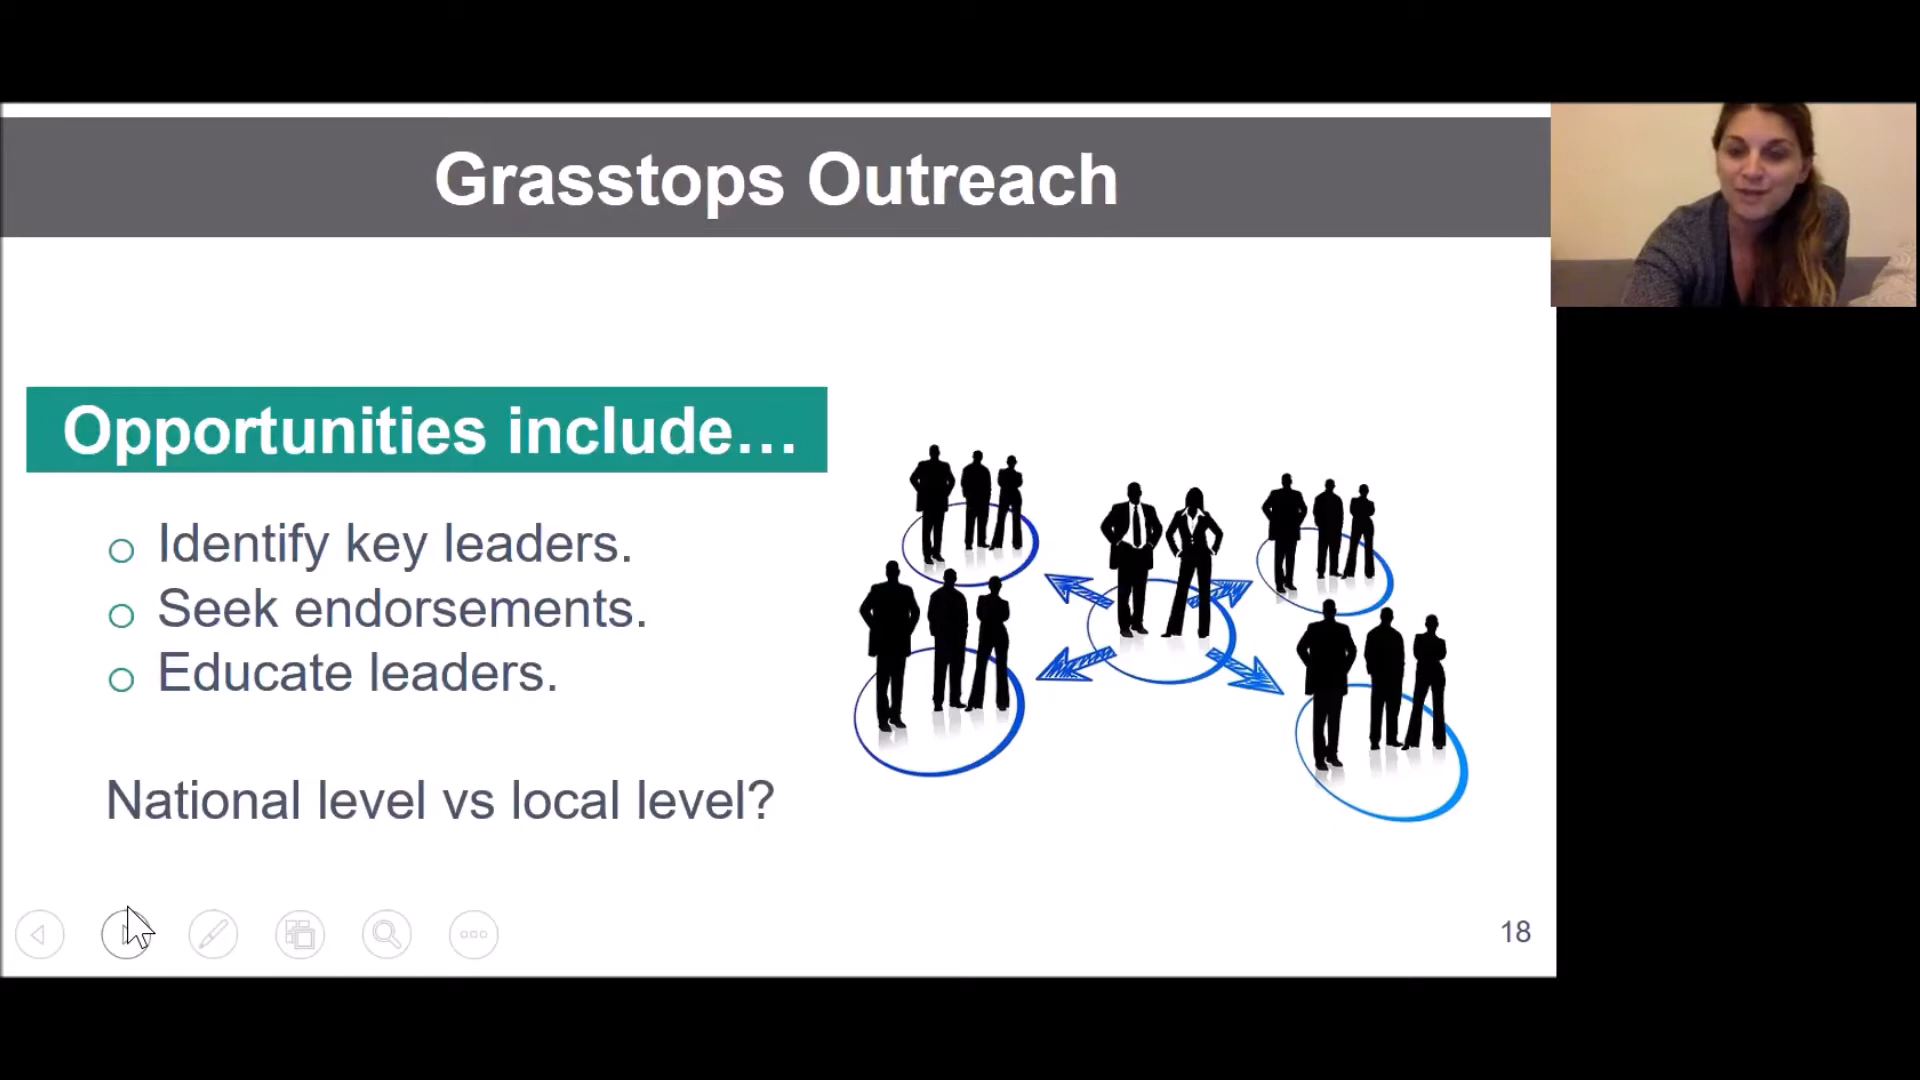 Grasstops Outreach
Opportunities include...
Identify key leaders.
Seek endorsements.
Educate leaders.
National level vs local level?
18